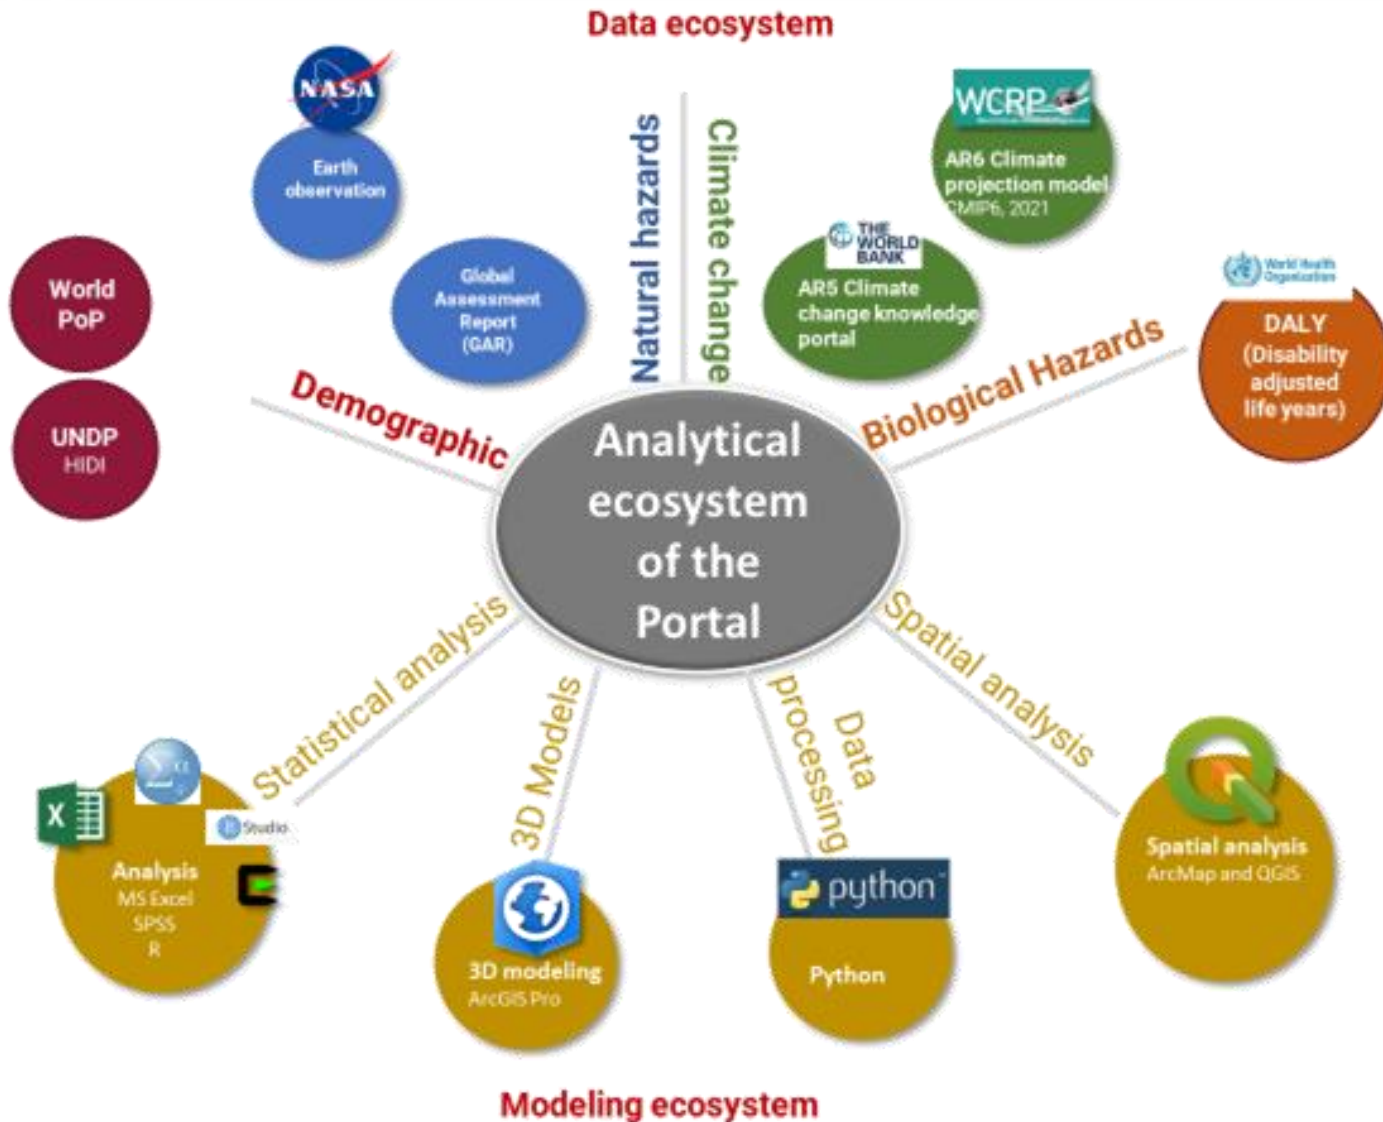 Data ecosystem
NASA
Earth
observation
Global
Assessment
Report
(GAR)
Natural hazards
Climate change
WCRP
AR6 Climate
projection model
CMIP6, 2021
THE
WORLD
BANK
AR5 Climate
change knowledge
portal
World Health
Organization
DALY
(Disability
adjusted
life years)
Biological Hazards
World
PoP
UNDP
HIDI
Demographic
Analytical
ecosystem
of the
Portal
Statistical analysis
3D Models
Data
processing
Spatial analysis
X
R Studio
Analysis
MS Excel
SPSS
R
3D modeling
ArcGIS Pro
python
Python
Spatial analysis
ArcMap and QGIS
Modeling ecosystem